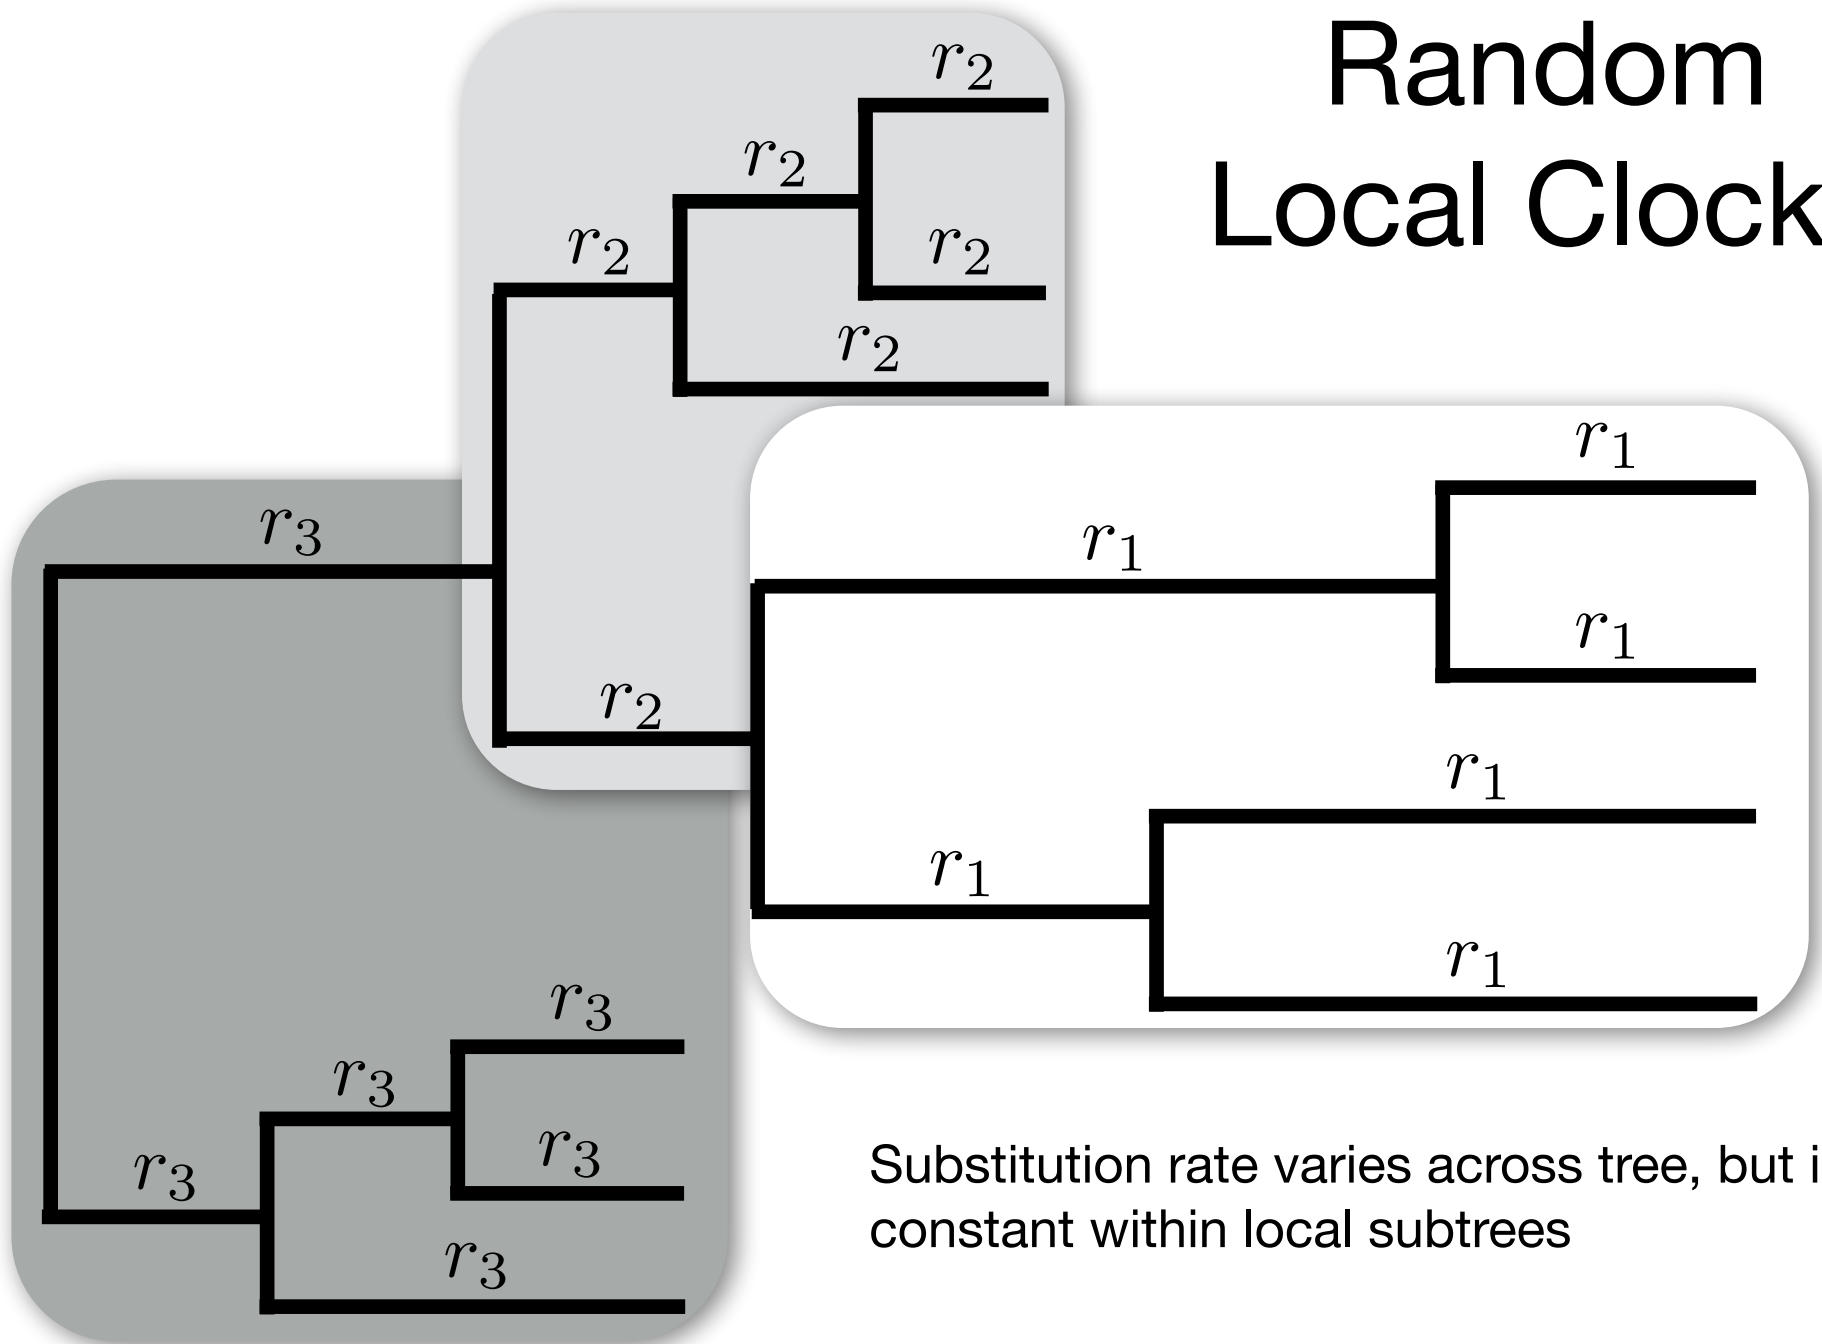 Random
Local Clock
r₂
r₂
r₂
r₂
r₂
r₁
r₃
r₁
r₁
r₂
r₁
r₁
r₁
r₃
r₃
r₃
r₃
r₃
Substitution rate varies across tree, but i
constant within local subtrees